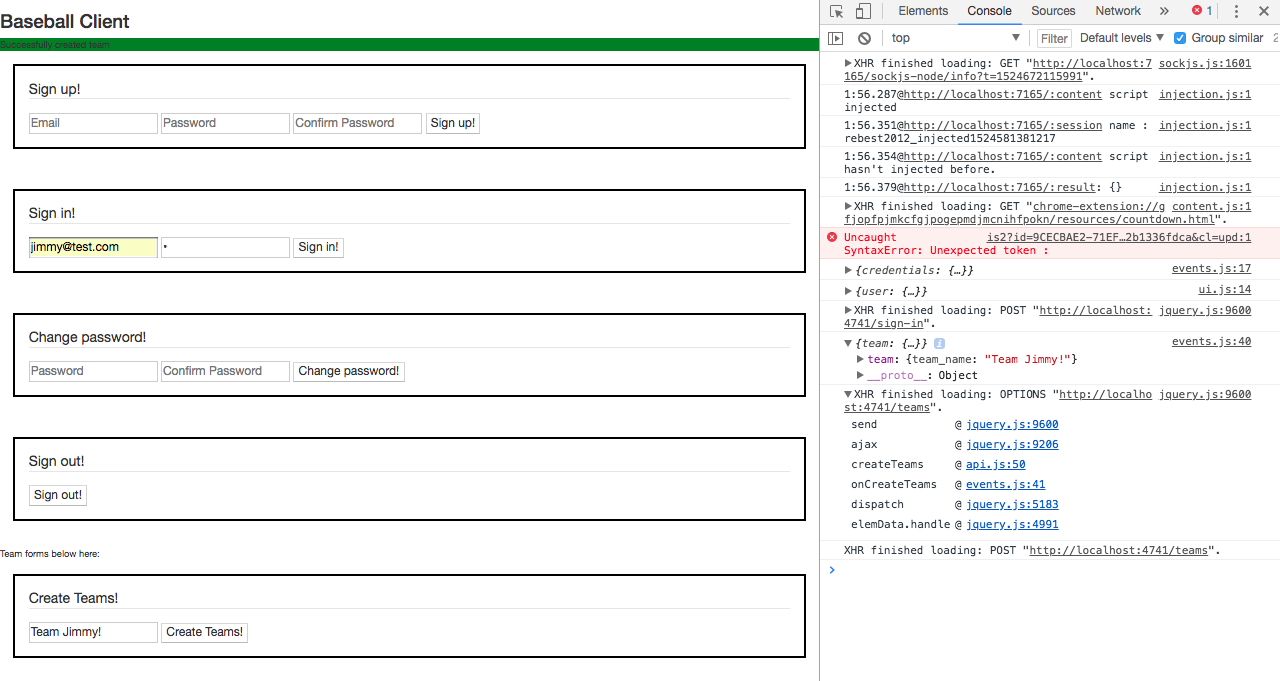 Baseball Client
Successfully created team
Sign up!
Email Password Confirm Password Sign up!
Sign in!
jimmy@test.com • Sign in!
Change password!
Password Confirm Password Change password!
Sign out!
Sign out!
Team forms below here:
Create Teams!
Team Jimmy! Create Teams!
Elements Console Sources Network » 1
top Filter Default levels Group similar 2
XHR finished loading: GET "http://localhost:7 sockjs.js:1601
165/sockjs-node/info?t=1524672115991".
1:56.287@http://localhost:7165/:content script injection.js:1
injected
1:56.351@http://localhost:7165/:session name : injection.js:1
rebest2012_injected1524581381217
1:56.354@http://localhost:7165/:content script injection.js:1
hasn't injected before.
1:56.379@http://localhost:7165/:result: {} injection.js:1
XHR finished loading: GET "chrome-extension://g content.js:1
fjopfpjmkcfgjpogepmdjmcnihfpokn/resources/countdown.html".
Uncaught is2?id=9CECBAE2-71EF…2b1336fdca&cl=upd:1
SyntaxError: Unexpected token :
{credentials: {…}} events.js:17
{user: {…}} ui.js:14
XHR finished loading: POST "http://localhost: jquery.js:9600
4741/sign-in".
{team: {…}} i events.js:40
team: {team_name: "Team Jimmy!"}
__proto__: Object
XHR finished loading: OPTIONS "http://localho jquery.js:9600
st:4741/teams".
send @ jquery.js:9600
ajax @ jquery.js:9206
createTeams @ api.js:50
onCreateTeams @ events.js:41
dispatch @ jquery.js:5183
elemData.handle @ jquery.js:4991
XHR finished loading: POST "http://localhost:4741/teams".